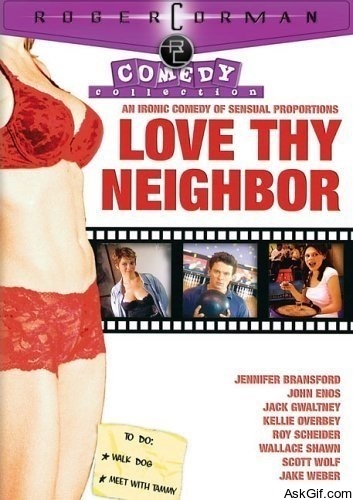 ROGER CORMAN
RC
COMEDY
collection
AN IRONIC COMEDY OF SENSUAL PROPORTIONS
LOVE THY
NEIGHBOR
JENNIFER BRANSFORD
JOHN ENOS
JACK GWALTNEY
KELLIE OVERBEY
ROY SCHEIDER
WALLACE SHAWN
SCOTT WOLF
JAKE WEBER
TO DO:
• WALK DOG
• MEET WITH TAMMY
AskGif.com